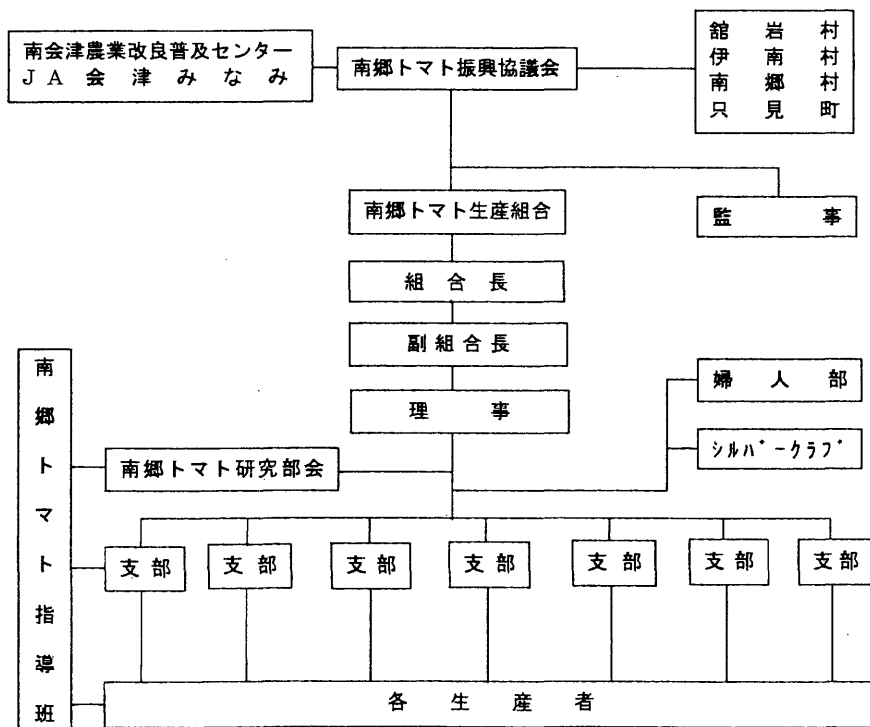 南会津農業改良普及センター
JA会津みなみ
南郷トマト振興協議会
舘岩村
伊南村
南郷村
只見町
南郷トマト生産組合
監事
組合長
副組合長
理事
婦人部
シルバークラブ
南郷トマト研究部会
南郷トマト指導班
支部
支部
支部
支部
支部
支部
支部
各生産者